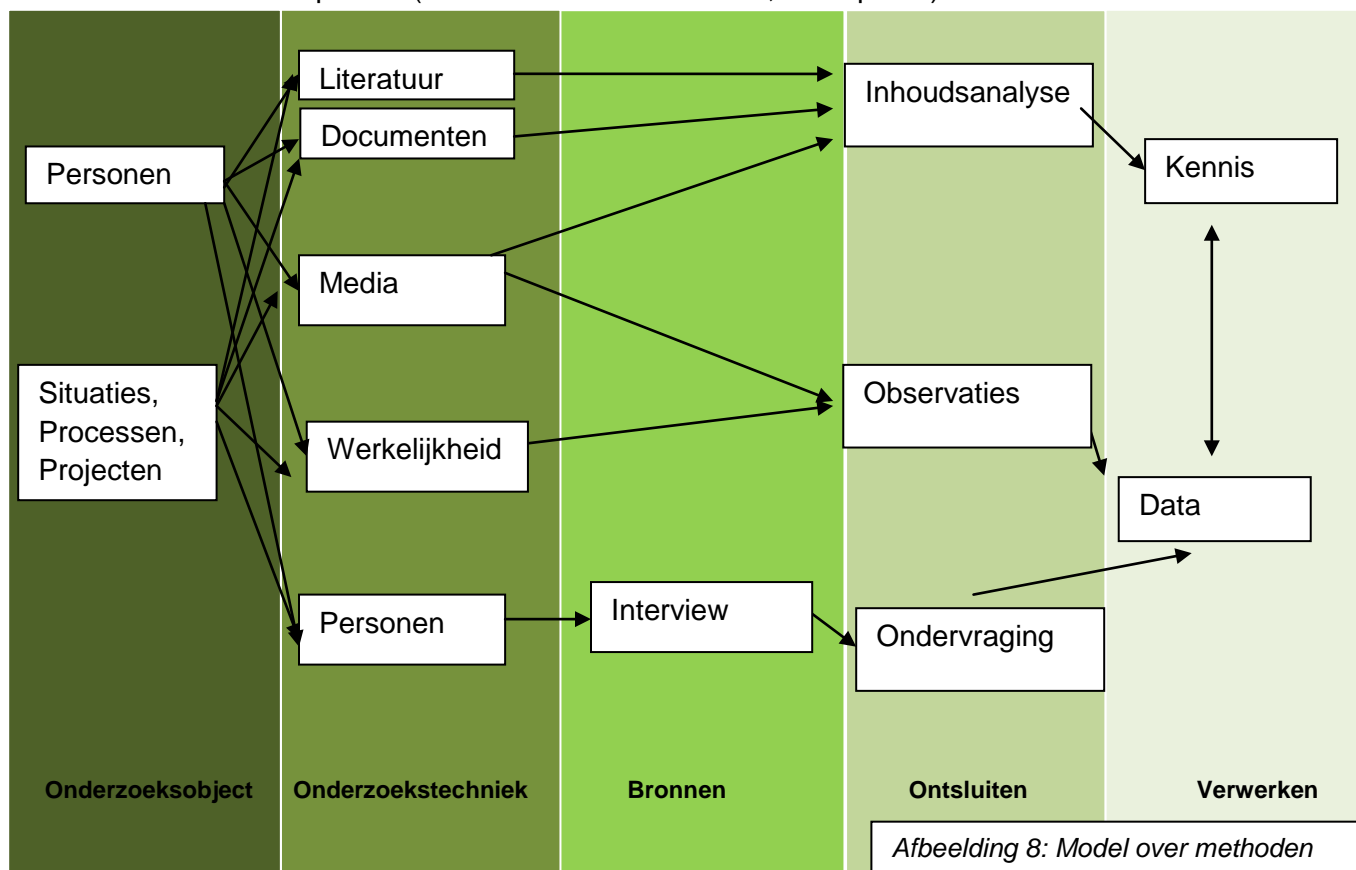 Literatuur
Documenten
Personen
Media
Situaties,
Processen,
Projecten
Werkelijkheid
Personen
Interview
Inhoudsanalyse
Kennis
Observaties
Data
Ondervraging
Onderzoeksobject
Onderzoekstechniek
Bronnen
Ontsluiten
Verwerken
Afbeelding 8: Model over methoden